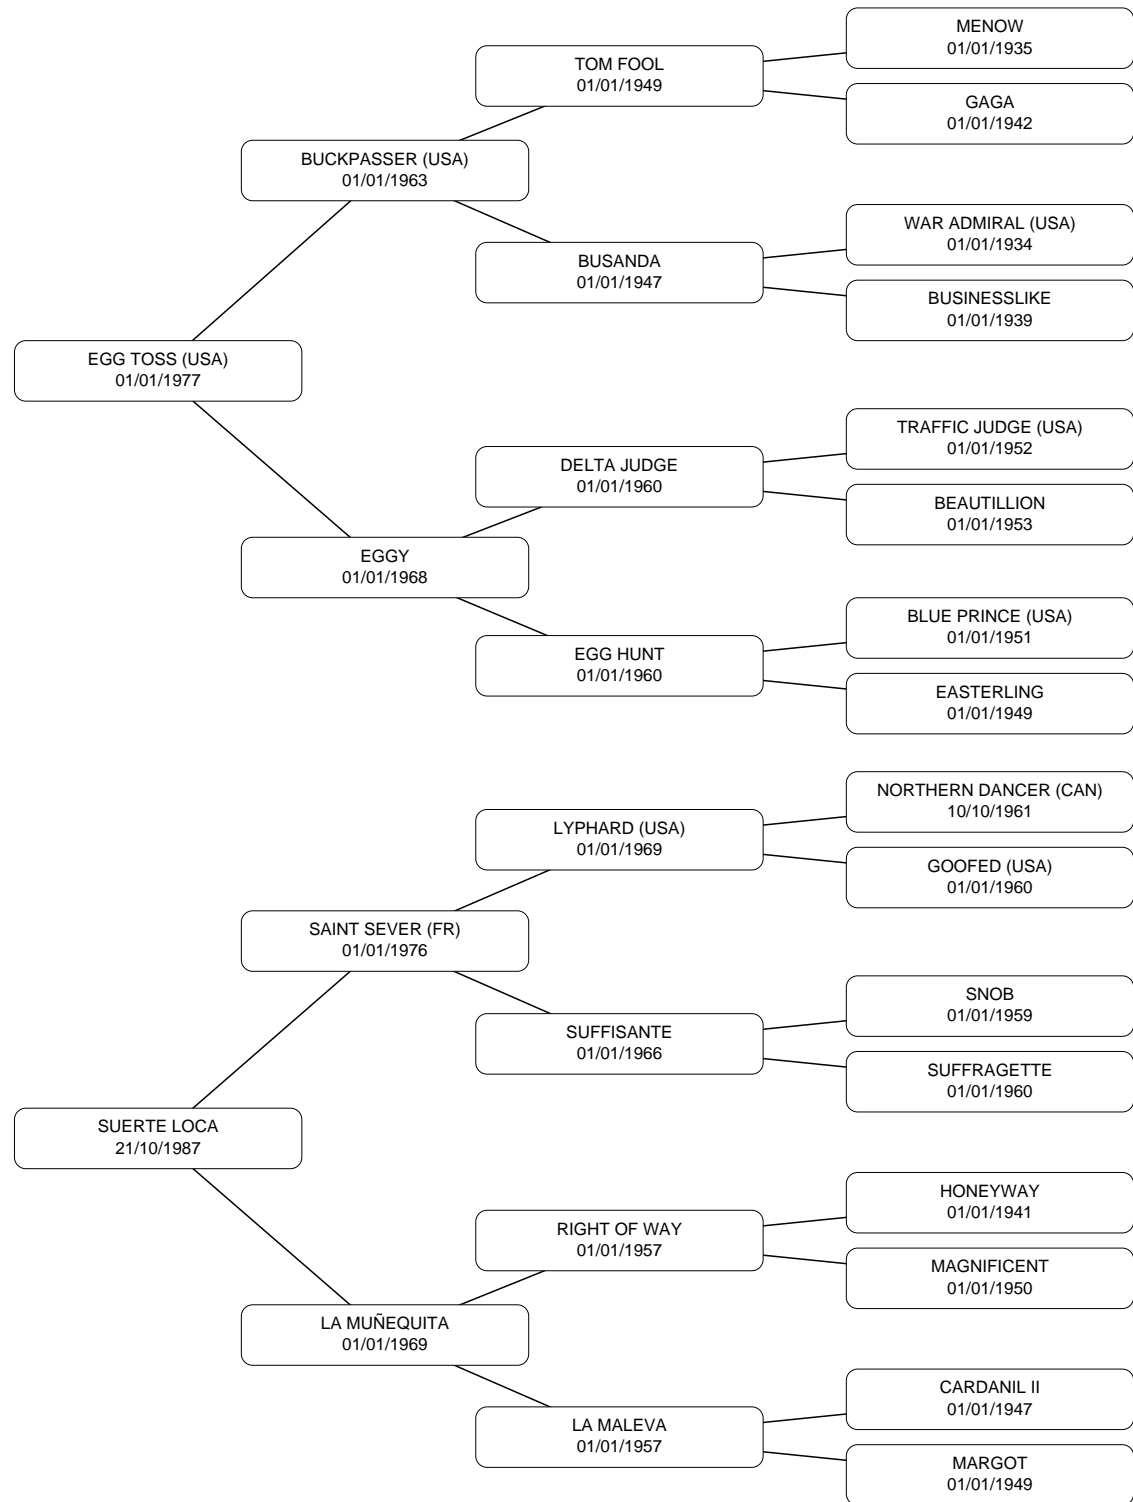 MENOW
01/01/1935
TOM FOOL
01/01/1949
GAGA
01/01/1942
BUCKPASSER (USA)
01/01/1963
WAR ADMIRAL (USA)
01/01/1934
BUSANDA
01/01/1947
BUSINESSLIKE
01/01/1939
EGG TOSS (USA)
01/01/1977
TRAFFIC JUDGE (USA)
01/01/1952
DELTA JUDGE
01/01/1960
BEAUTILLION
01/01/1953
EGGY
01/01/1968
BLUE PRINCE (USA)
01/01/1951
EGG HUNT
01/01/1960
EASTERLING
01/01/1949
NORTHERN DANCER (CAN)
10/10/1961
LYPHARD (USA)
01/01/1969
GOOFED (USA)
01/01/1960
SAINT SEVER (FR)
01/01/1976
SNOB
01/01/1959
SUFFISANTE
01/01/1966
SUFFRAGETTE
01/01/1960
SUERTE LOCA
21/10/1987
HONEYWAY
01/01/1941
RIGHT OF WAY
01/01/1957
MAGNIFICENT
01/01/1950
LA MUÑEQUITA
01/01/1969
CARDANIL II
01/01/1947
LA MALEVA
01/01/1957
MARGOT
01/01/1949